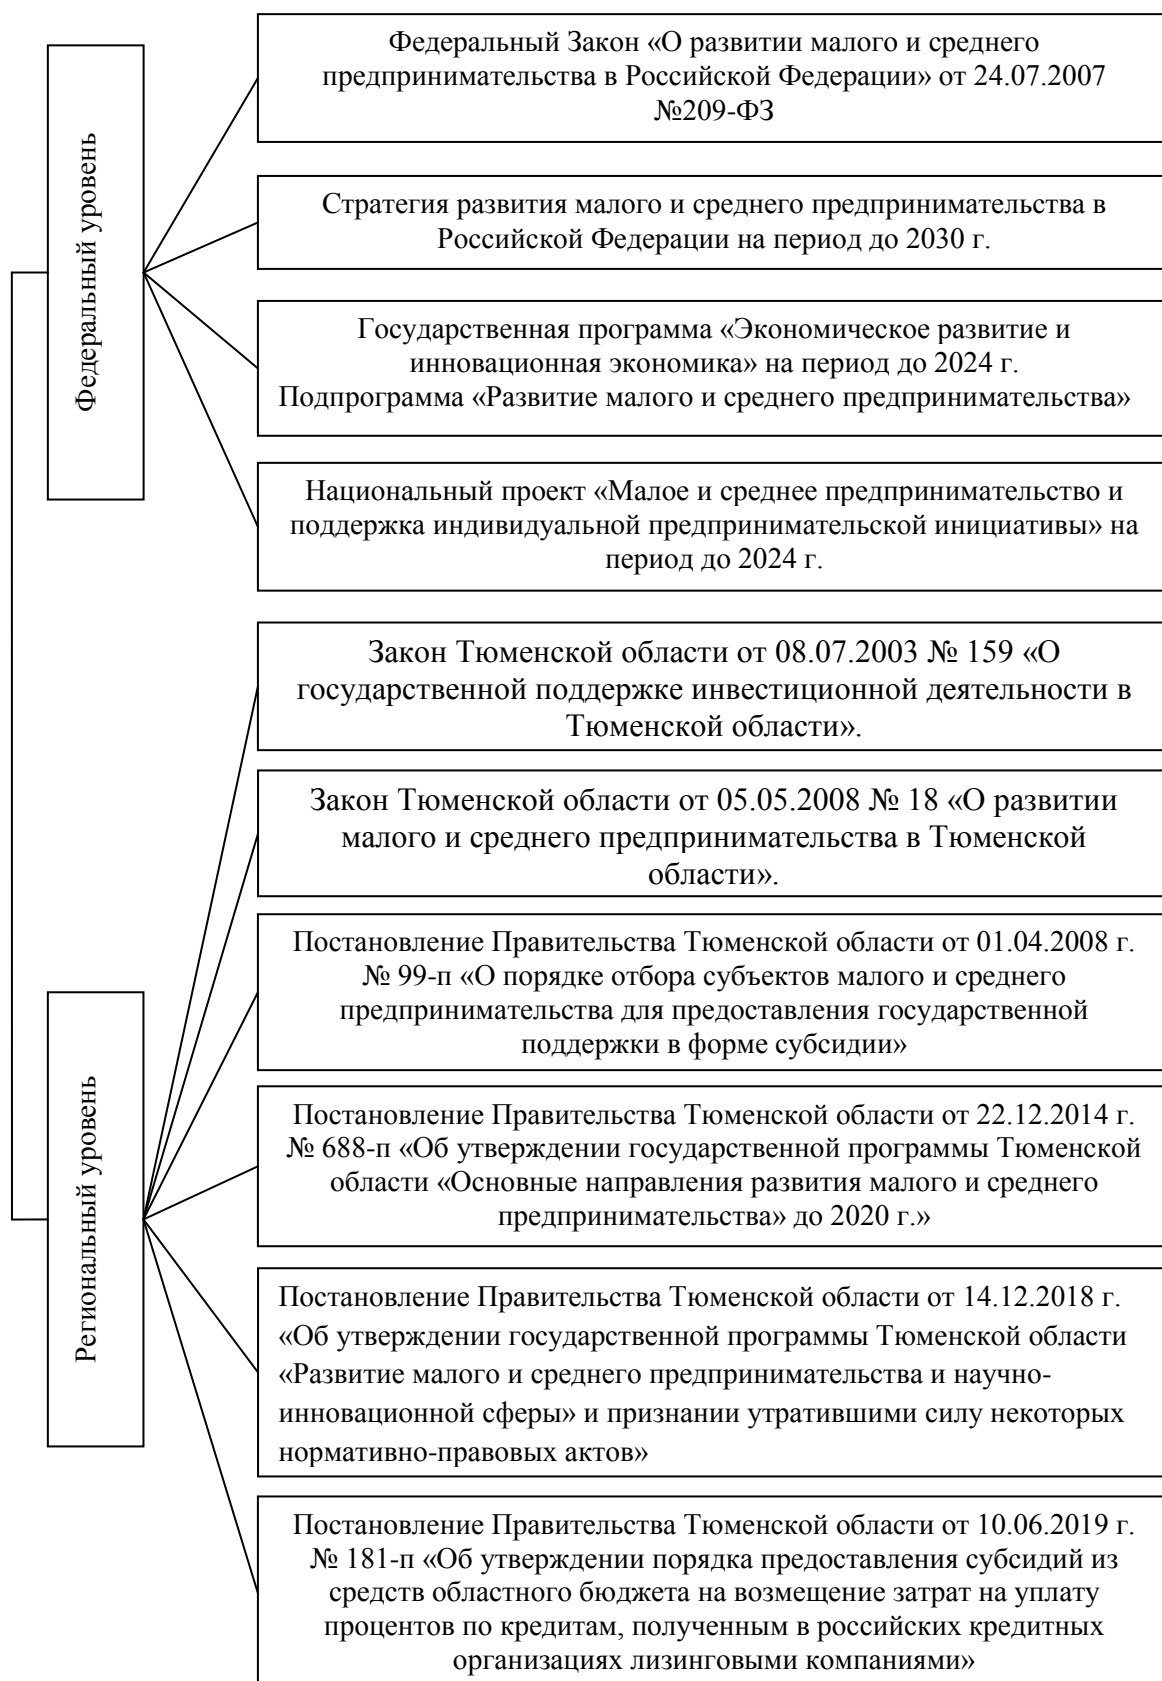 Федеральный уровень
Федеральный Закон «О развитии малого и среднего
предпринимательства в Российской Федерации» от 24.07.2007
№209-ФЗ
Стратегия развития малого и среднего предпринимательства в
Российской Федерации на период до 2030 г.
Государственная программа «Экономическое развитие и
инновационная экономика» на период до 2024 г.
Подпрограмма «Развитие малого и среднего предпринимательства»
Национальный проект «Малое и среднее предпринимательство и
поддержка индивидуальной предпринимательской инициативы» на
период до 2024 г.
Региональный уровень
Закон Тюменской области от 08.07.2003 № 159 «О
государственной поддержке инвестиционной деятельности в
Тюменской области».
Закон Тюменской области от 05.05.2008 № 18 «О развитии
малого и среднего предпринимательства в Тюменской
области».
Постановление Правительства Тюменской области от 01.04.2008 г.
№ 99-п «О порядке отбора субъектов малого и среднего
предпринимательства для предоставления государственной
поддержки в форме субсидии»
Постановление Правительства Тюменской области от 22.12.2014 г.
№ 688-п «Об утверждении государственной программы Тюменской
области «Основные направления развития малого и среднего
предпринимательства» до 2020 г.»
Постановление Правительства Тюменской области от 14.12.2018 г.
«Об утверждении государственной программы Тюменской области
«Развитие малого и среднего предпринимательства и научно-
инновационной сферы» и признании утратившими силу некоторых
нормативно-правовых актов»
Постановление Правительства Тюменской области от 10.06.2019 г.
№ 181-п «Об утверждении порядка предоставления субсидий из
средств областного бюджета на возмещение затрат на уплату
процентов по кредитам, полученным в российских кредитных
организациях лизинговыми компаниями»